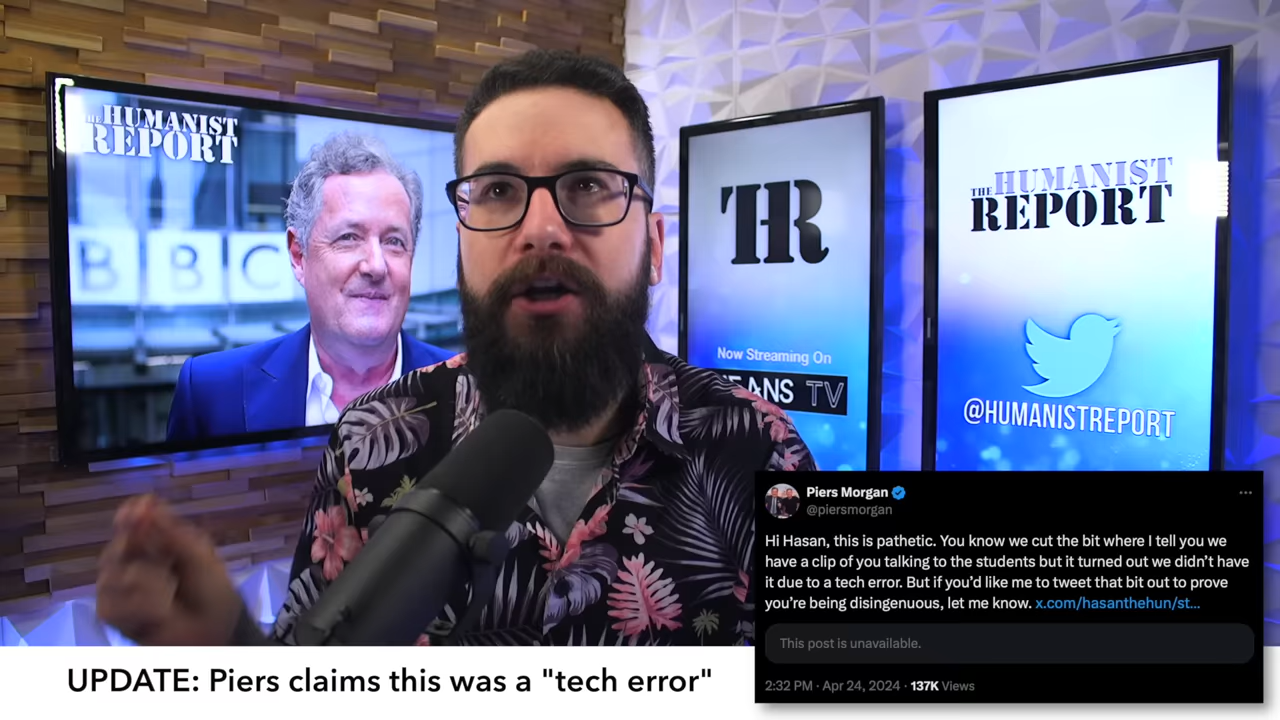 THE HUMANIST
REPORT
BBC
THR
Now Streaming On
MEANS TV
THE HUMANIST
REPORT
@HUMANISTREPORT
Piers Morgan
@piersmorgan
Hi Hasan, this is pathetic. You know we cut the bit where I tell you we
have a clip of you talking to the students but it turned out we didn't have
it due to a tech error. But if you'd like me to tweet that bit out to prove
you're being disingenuous, let me know. x.com/hasanthehun/st...
This post is unavailable.
2:32 PM · Apr 24, 2024 · 137K Views
UPDATE: Piers claims this was a "tech error"